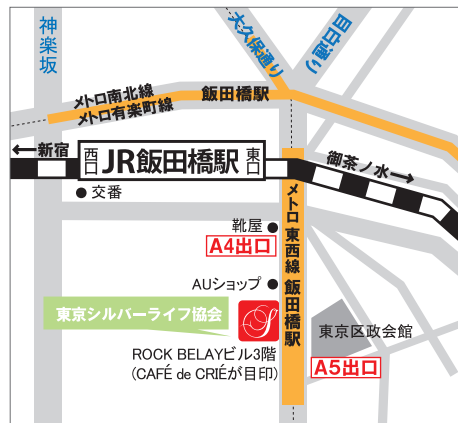 神楽坂
大久保通り
目白通り
メトロ南北線
メトロ有楽町線
飯田橋駅
←新宿
西口
JR飯田橋駅
東口
御茶ノ水→
交番
靴屋
A4出口
メトロ 東西線 飯田橋駅
AUショップ
東京シルバーライフ協会
S
東京区政会館
ROCK BELAYビル3階
(CAFÉ de CRIÉが目印)
A5出口